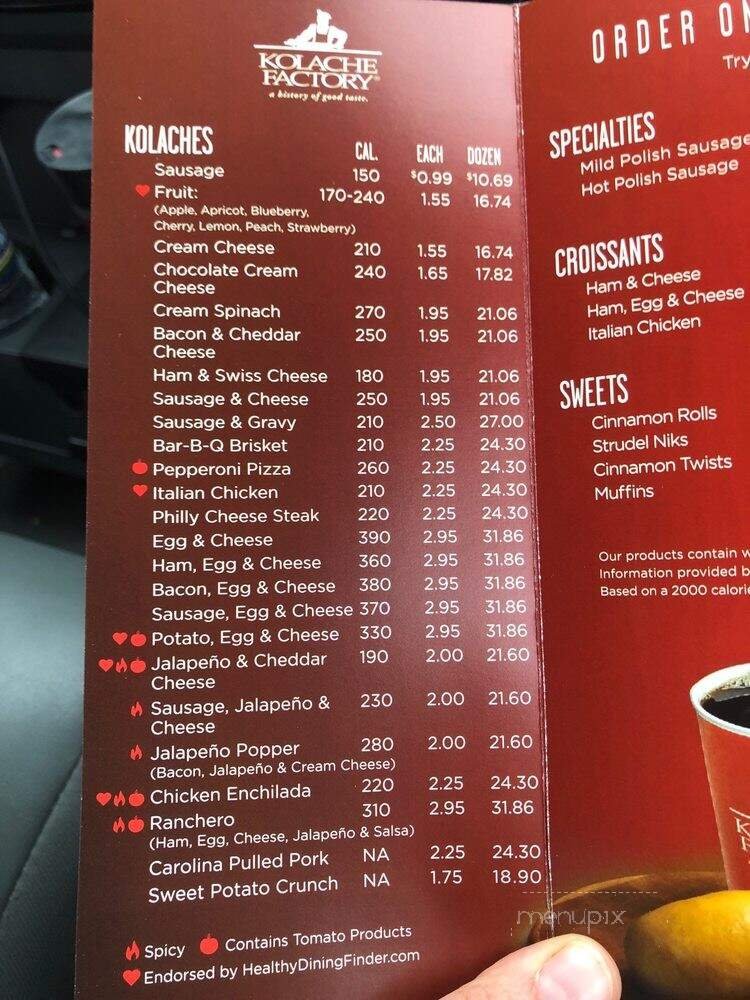 KOLACHE
FACTORY®
a history of good taste.
KOLACHES CAL. EACH DOZEN
Sausage 150 $0.99 $10.69
Fruit: 170-240 1.55 16.74
(Apple, Apricot, Blueberry,
Cherry, Lemon, Peach, Strawberry)
Cream Cheese 210 1.55 16.74
Chocolate Cream 240 1.65 17.82
Cheese
Cream Spinach 270 1.95 21.06
Bacon & Cheddar 250 1.95 21.06
Cheese
Ham & Swiss Cheese 180 1.95 21.06
Sausage & Cheese 250 1.95 21.06
Sausage & Gravy 210 2.50 27.00
Bar-B-Q Brisket 210 2.25 24.30
Pepperoni Pizza 260 2.25 24.30
Italian Chicken 210 2.25 24.30
Philly Cheese Steak 220 2.25 24.30
Egg & Cheese 390 2.95 31.86
Ham, Egg & Cheese 360 2.95 31.86
Bacon, Egg & Cheese 380 2.95 31.86
Sausage, Egg & Cheese 370 2.95 31.86
Potato, Egg & Cheese 330 2.95 31.86
Jalapeño & Cheddar 190 2.00 21.60
Cheese
Sausage, Jalapeño & 230 2.00 21.60
Cheese
Jalapeño Popper 280 2.00 21.60
(Bacon, Jalapeño & Cream Cheese)
Chicken Enchilada 220 2.25 24.30
Ranchero 310 2.95 31.86
(Ham, Egg, Cheese, Jalapeño & Salsa)
Carolina Pulled Pork NA 2.25 24.30
Sweet Potato Crunch NA 1.75 18.90
Spicy Contains Tomato Products
Endorsed by HealthyDiningFinder.com
ORDER
Try
SPECIALTIES
Mild Polish Sausage
Hot Polish Sausage
CROISSANTS
Ham & Cheese
Ham, Egg & Cheese
Italian Chicken
SWEETS
Cinnamon Rolls
Strudel Niks
Cinnamon Twists
Muffins
Our products contain
Information provided
Based on a 2000
menupix